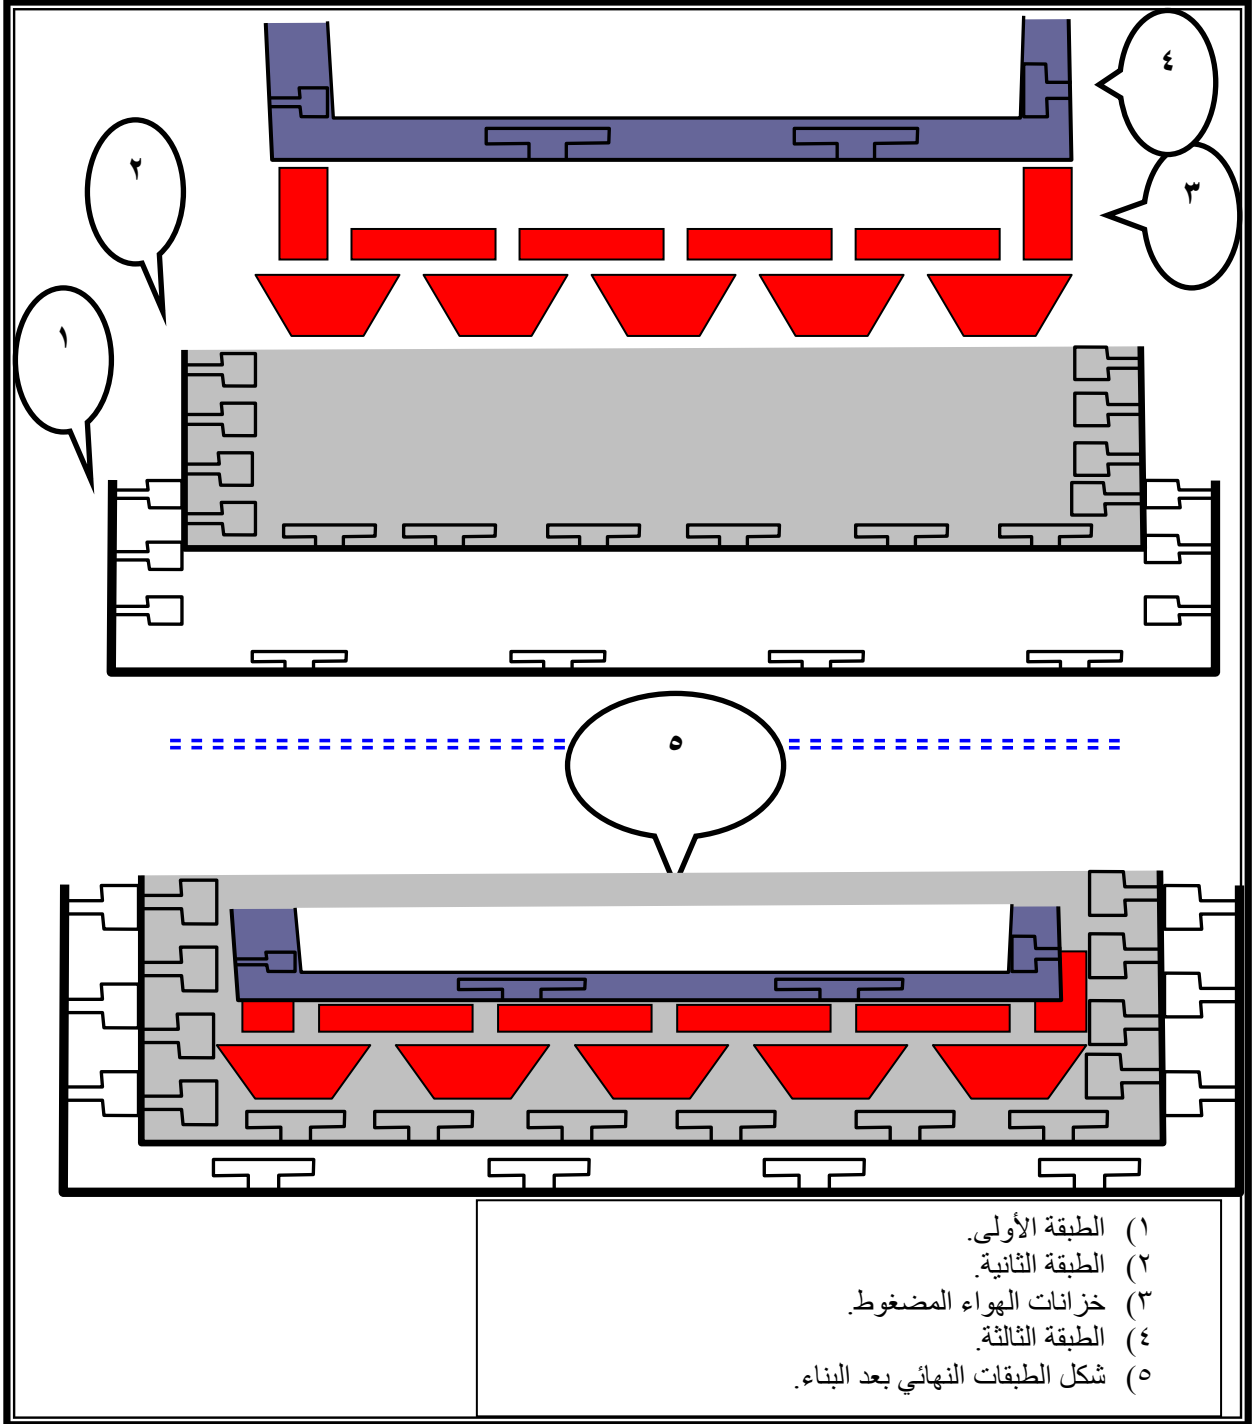 ٤
٣
٢
١
٥
١) الطبقة الأولى.
٢) الطبقة الثانية.
٣) خزانات الهواء المضغوط.
٤) الطبقة الثالثة.
٥) شكل الطبقات النهائي بعد البناء.